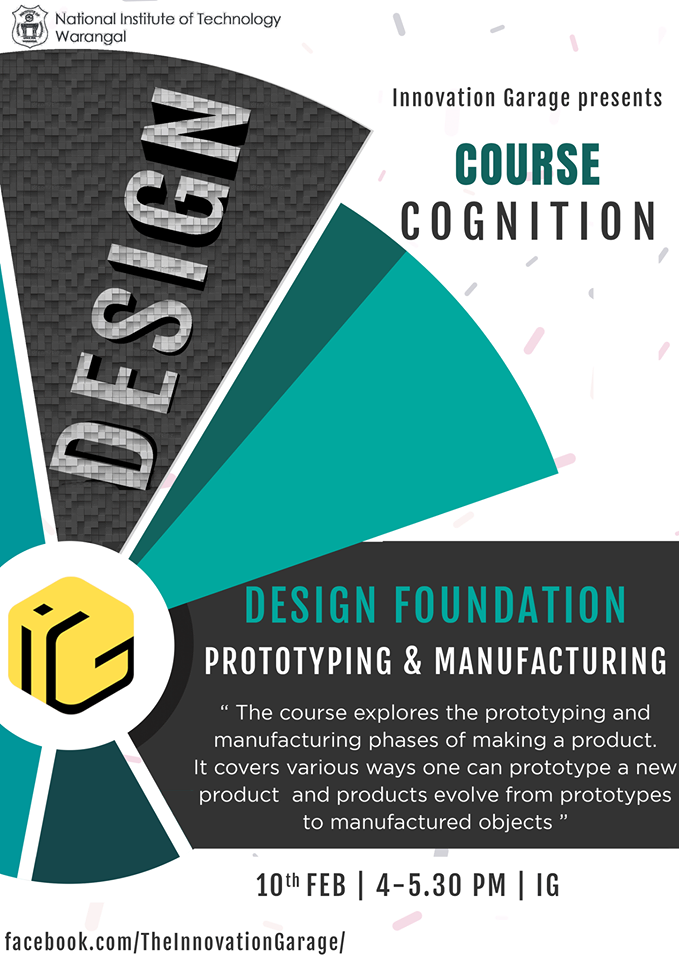 National Institute of Technology
Warangal
Innovation Garage presents
COURSE
COGNITION
DESIGN
iG
DESIGN FOUNDATION
PROTOTYPING & MANUFACTURING
“ The course explores the prototyping and
manufacturing phases of making a product.
It covers various ways one can prototype a new
product and products evolve from prototypes
to manufactured objects ”
10th FEB | 4-5.30 PM | IG
facebook.com/TheInnovationGarage/